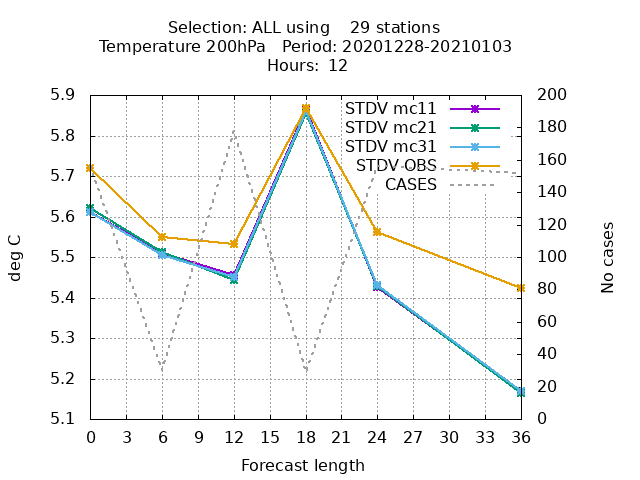 Selection: ALL using 29 stations
Temperature 200hPa Period: 20201228-20210103
Hours: 12
5.9
5.8
5.7
5.6
5.5
5.4
5.3
5.2
5.1
deg C
STDV mc11
STDV mc21
STDV mc31
STDV OBS
CASES
200
180
160
140
120
100
80
60
40
20
0
No cases
0 3 6 9 12 15 18 21 24 27 30 33 36
Forecast length